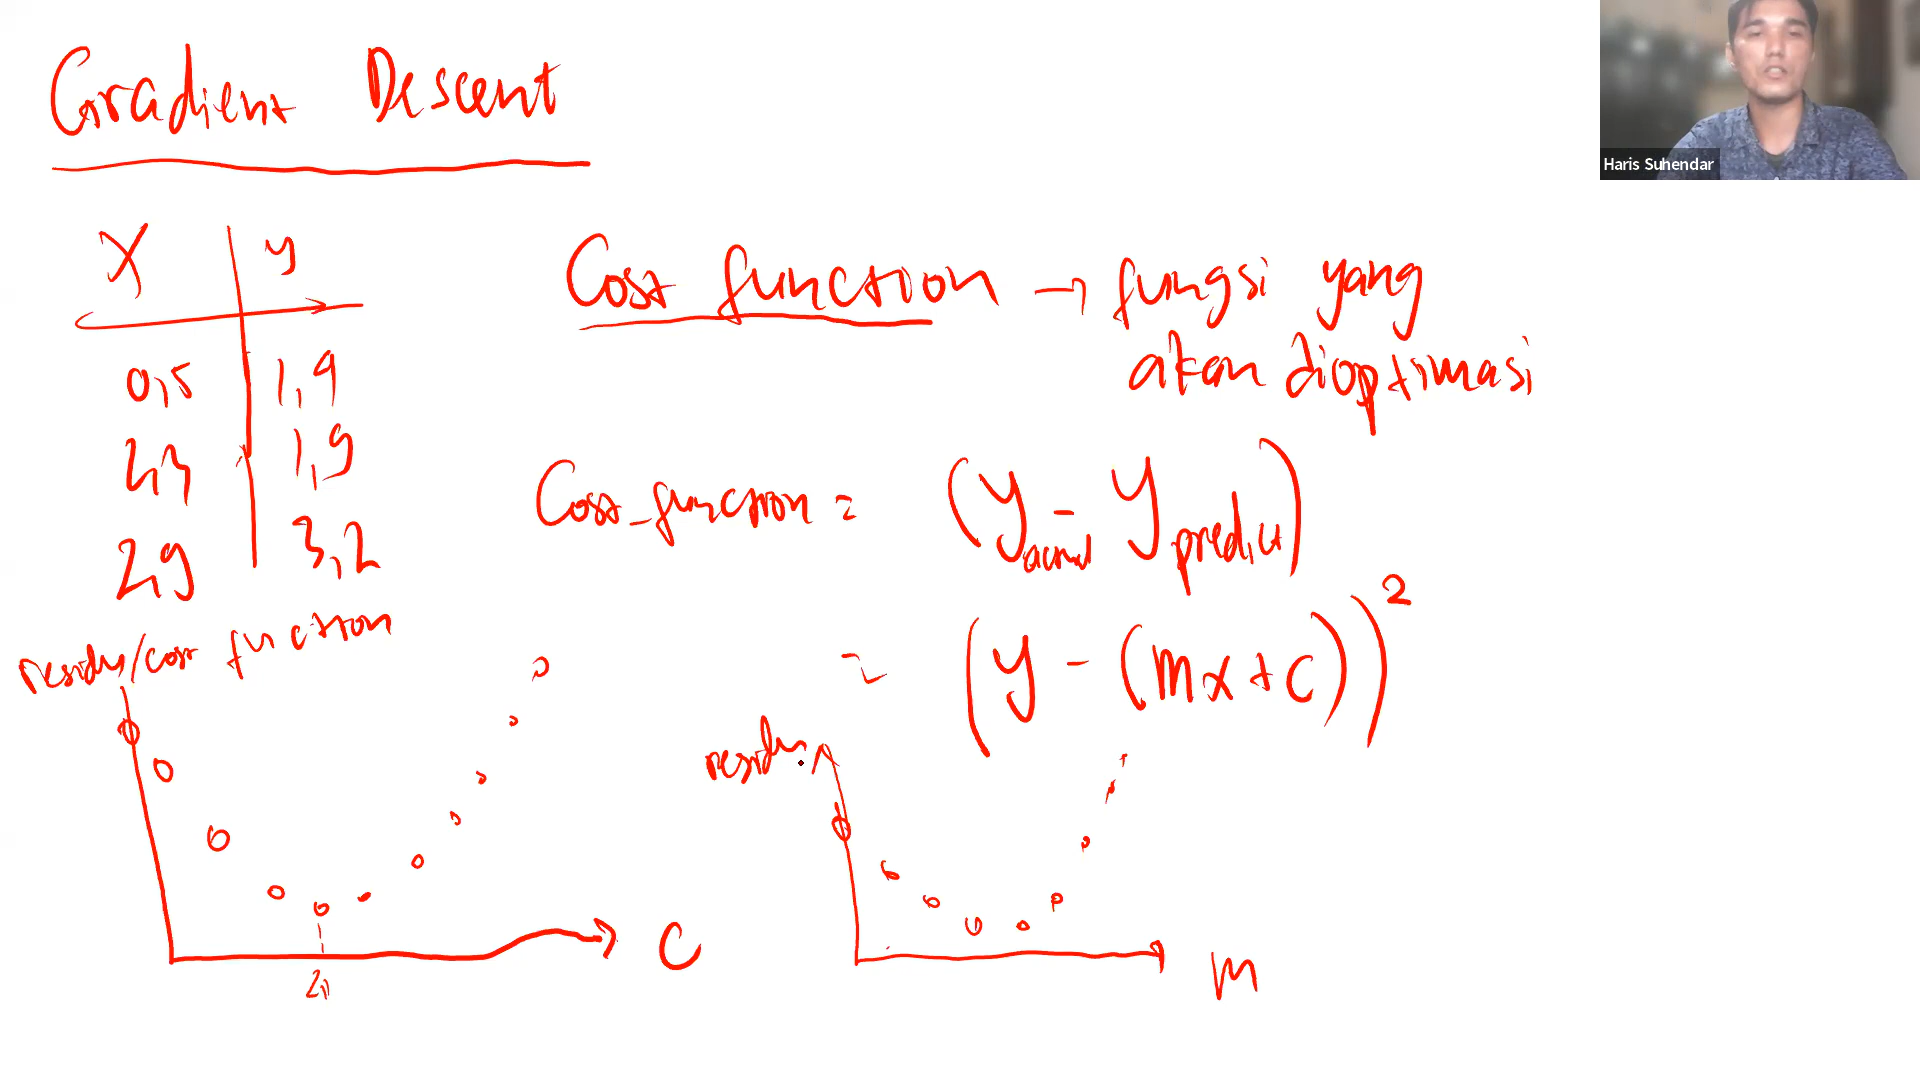 Gradient Descent
Haris Suhendar
x y
0,5 1,4
2,3 1,9
2,9 3,2
Cost function → fungsi yang
akan dioptimasi
Cost_function = (y actual - y predict)
= (y - (mx + c))²
residu/cost function
C
residu
m